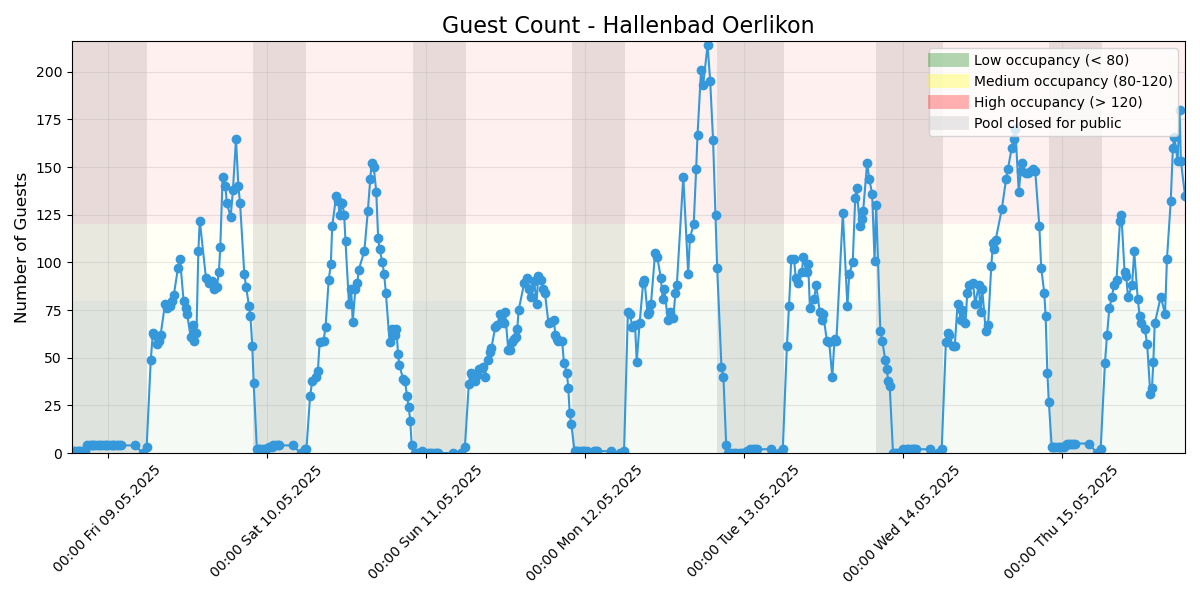 Guest Count - Hallenbad Oerlikon
Number of Guests
200
175
150
125
100
75
50
25
0
Low occupancy (< 80)
Medium occupancy (80-120)
High occupancy (> 120)
Pool closed for public
00:00 Fri 09.05.2025
00:00 Sat 10.05.2025
00:00 Sun 11.05.2025
00:00 Mon 12.05.2025
00:00 Tue 13.05.2025
00:00 Wed 14.05.2025
00:00 Thu 15.05.2025